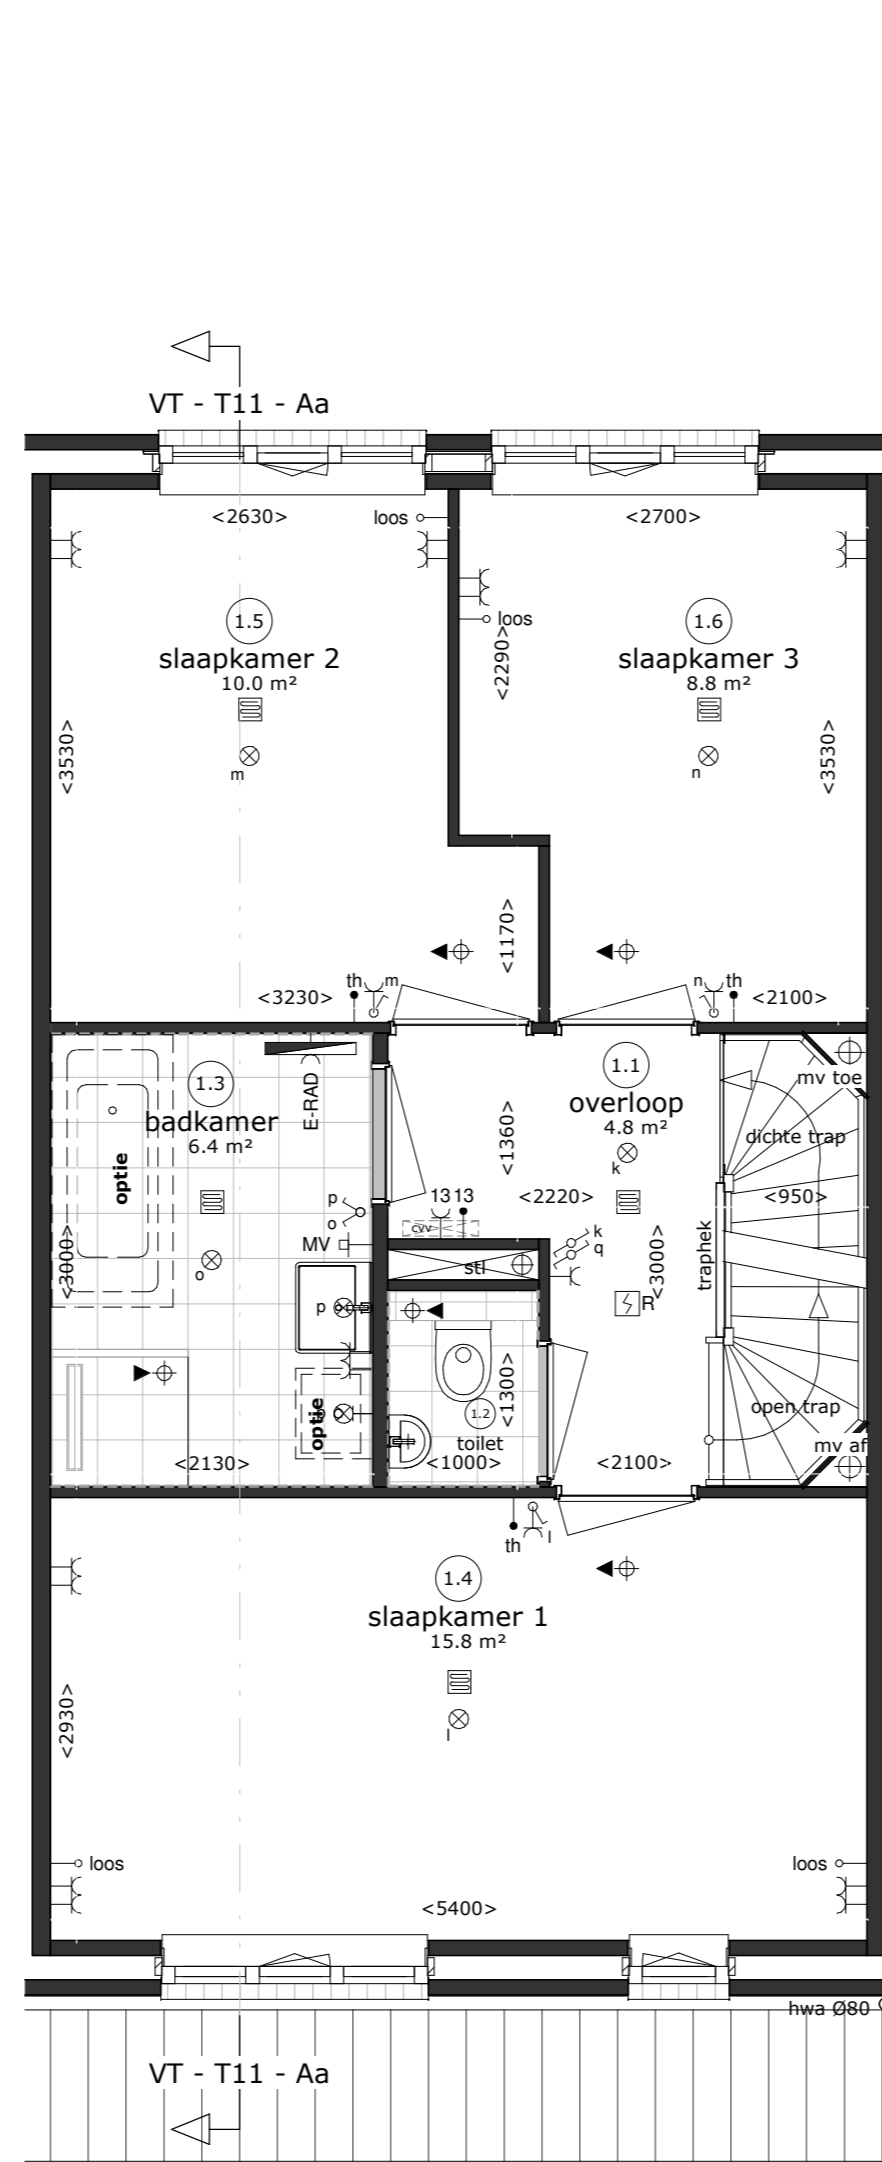 VT - T11 - Aa
<2630>
loos
<2700>
loos
1.5
slaapkamer 2
10.0 m²
m
1.6
slaapkamer 3
8.8 m²
n
<2290>
<3530>
<3530>
<1170>
<3230>
th
m
n
th
<2100>
1.3
badkamer
6.4 m²
E-RAD
optie
1.1
overloop
4.8 m²
k
mv toe
dichte trap
<1360>
<2220>
<950>
p
o
13 13
cvv
MV
k
q
stl
<3000>
o
<3000>
traphek
p
R
1.2
toilet
<1300>
optie
open trap
mv af
<2130>
<1000>
<2100>
th
l
1.4
slaapkamer 1
15.8 m²
l
<2930>
loos
loos
<5400>
hwa Ø80
VT - T11 - Aa